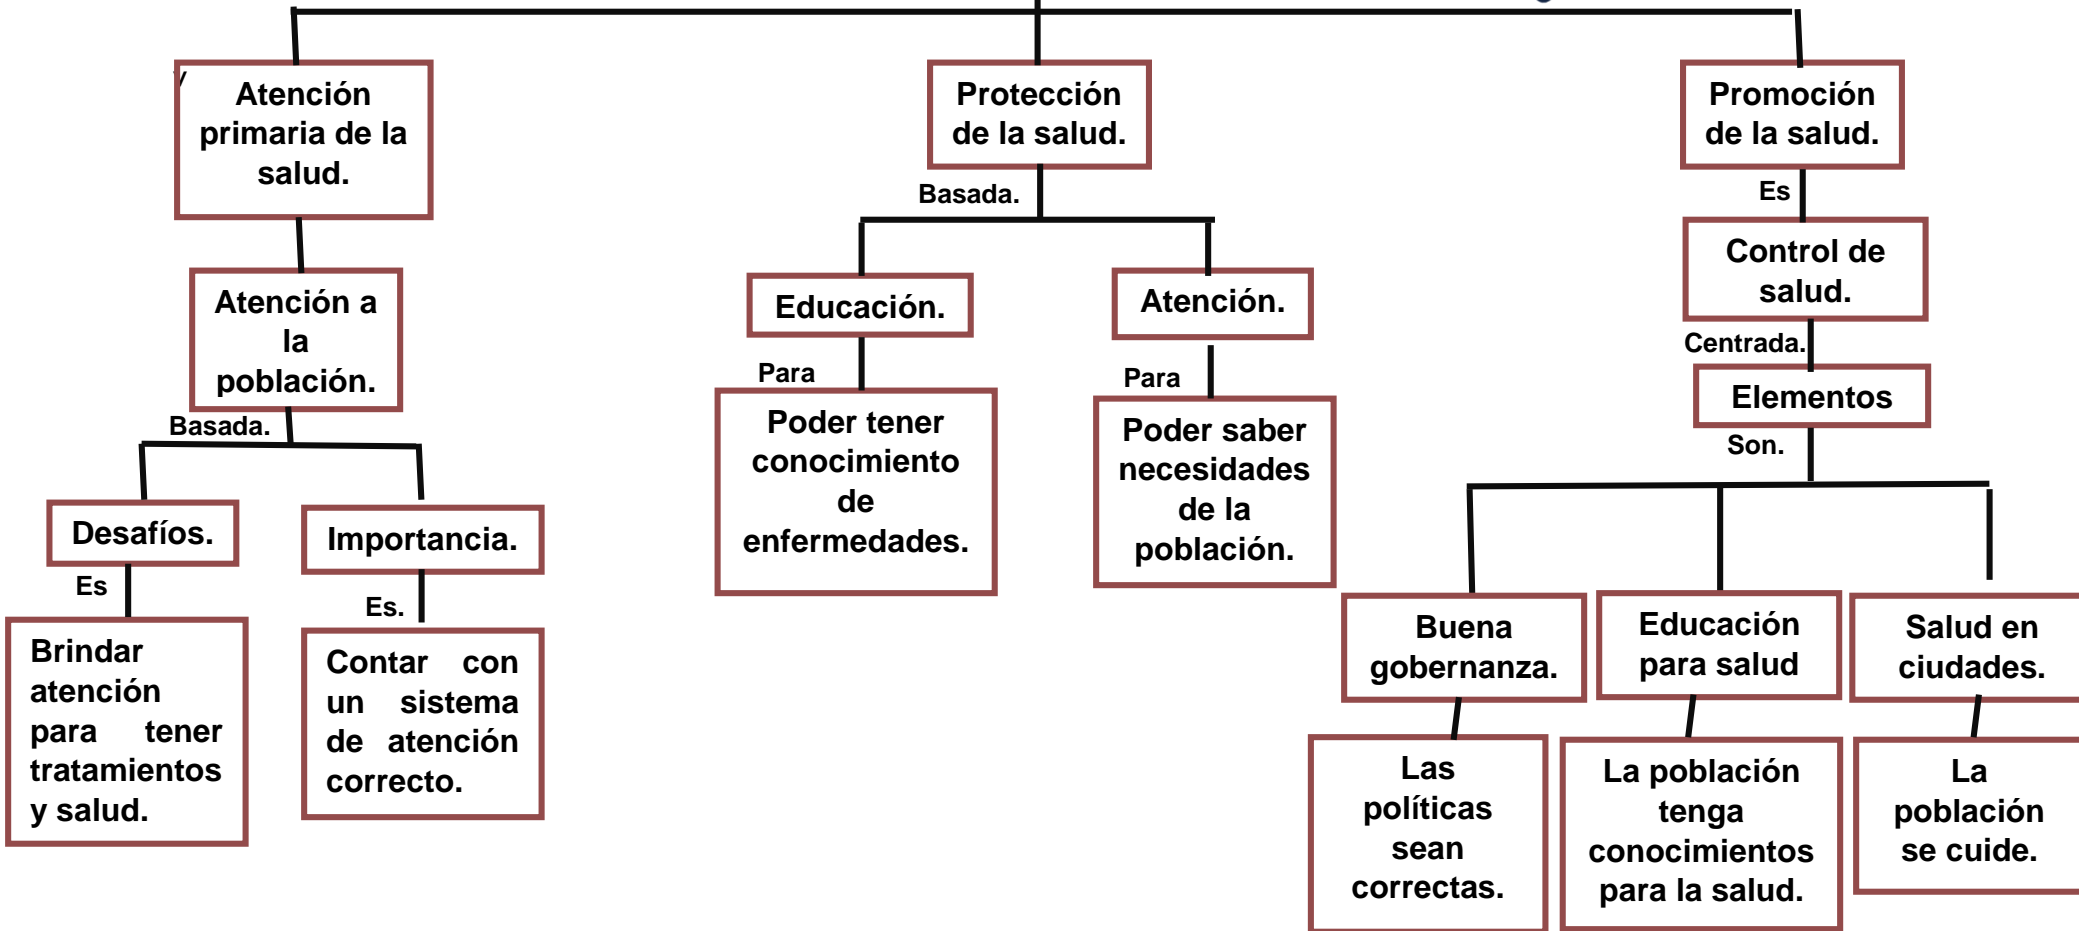 Atención
primaria de la
salud.
Atención a
la
población.
Basada.
Desafíos.
Es
Brindar
atención
para tener
tratamientos
y salud.
Importancia.
Es.
Contar con
un sistema
de atención
correcto.
Protección
de la salud.
Basada.
Educación.
Para
Poder tener
conocimiento
de
enfermedades.
Atención.
Para
Poder saber
necesidades
de la
población.
Promoción
de la salud.
Es
Control de
salud.
Centrada.
Elementos
Son.
Buena
gobernanza.
Las
políticas
sean
correctas.
Educación
para salud
La población
tenga
conocimientos
para la salud.
Salud en
ciudades.
La
población
se cuide.